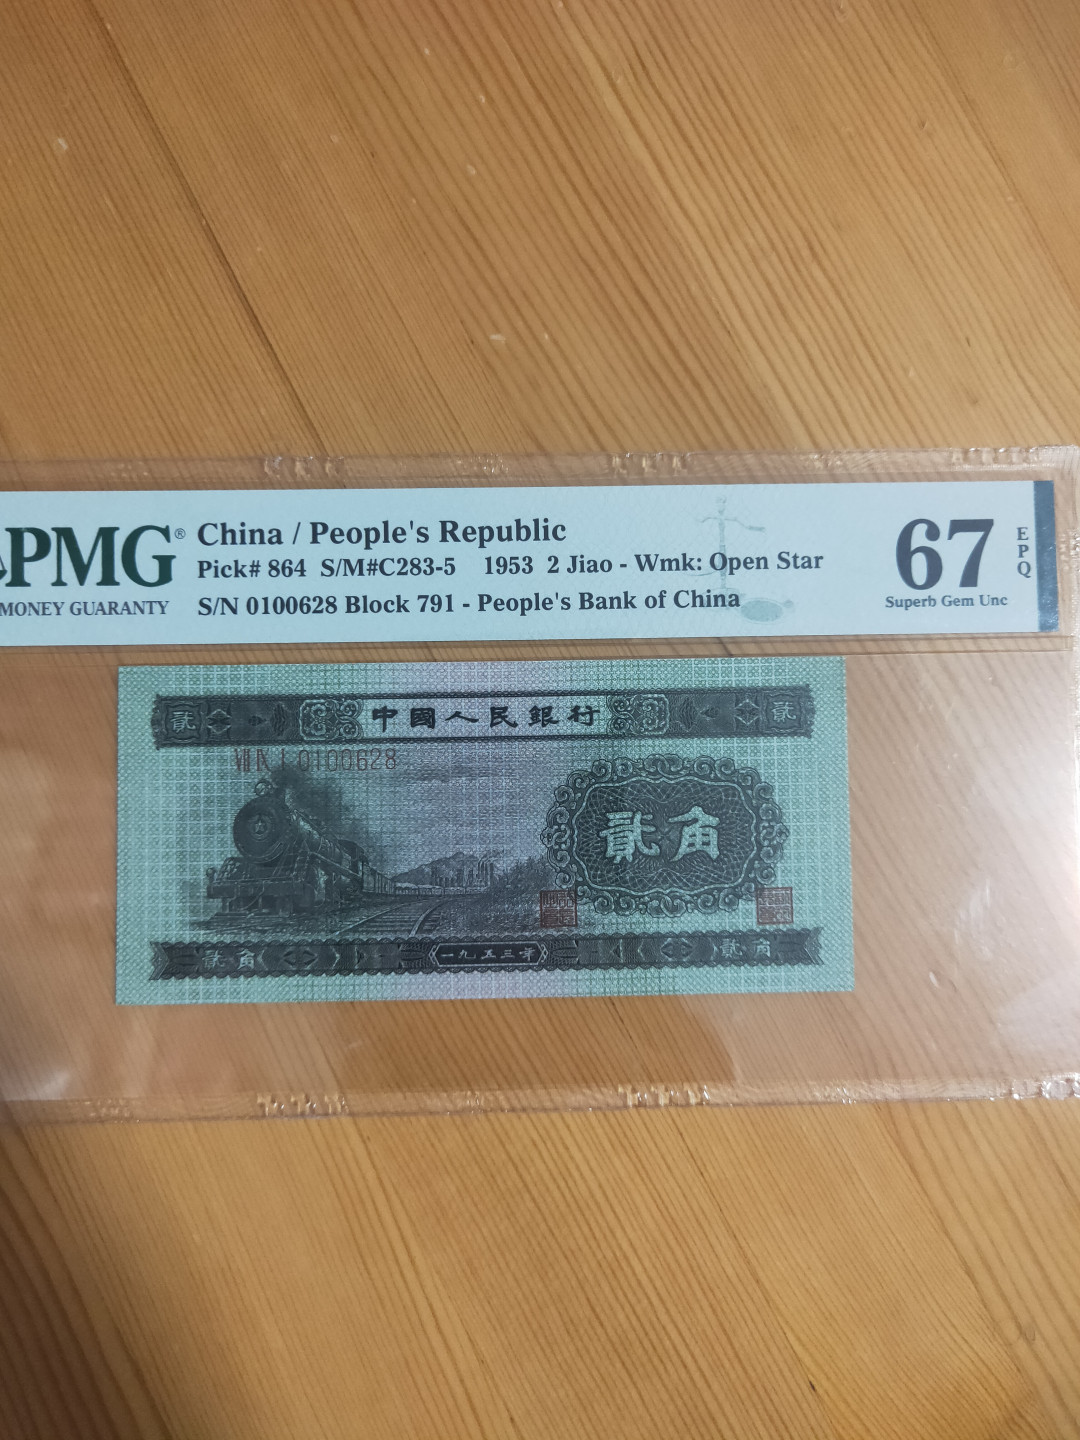 PMG®
MONEY GUARANTY
China / People's Republic
Pick# 864 S/M#C283-5 1953 2 Jiao - Wmk: Open Star
S/N 0100628 Block 791 - People's Bank of China
67
EPQ
Superb Gem Unc
貳 中國人民銀行 貳
Ⅶ Ⅸ Ⅰ 0100628
貳角
貳角 一九五三年 貳角